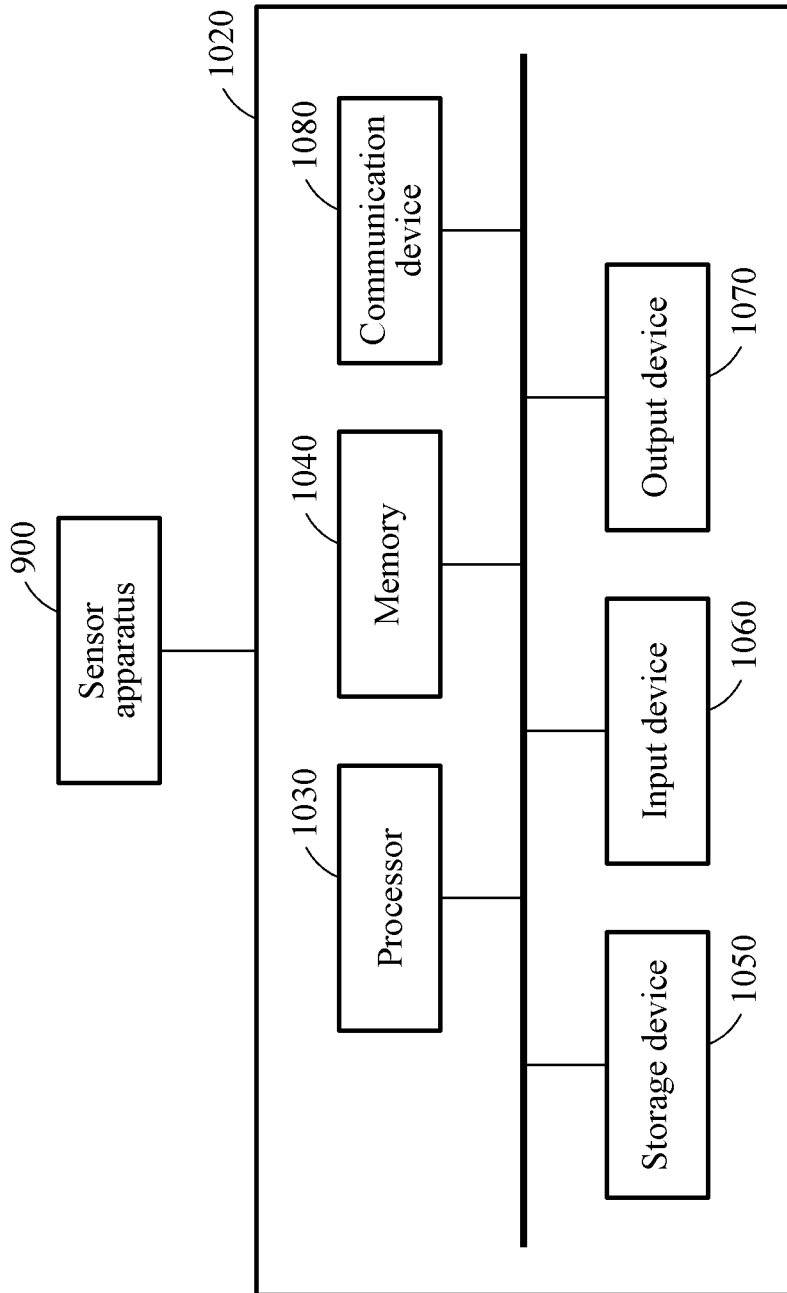 900
Sensor
apparatus
1020
1030
Processor
1040
Memory
1080
Communication
device
Storage device
1050
Input device
1060
Output device
1070